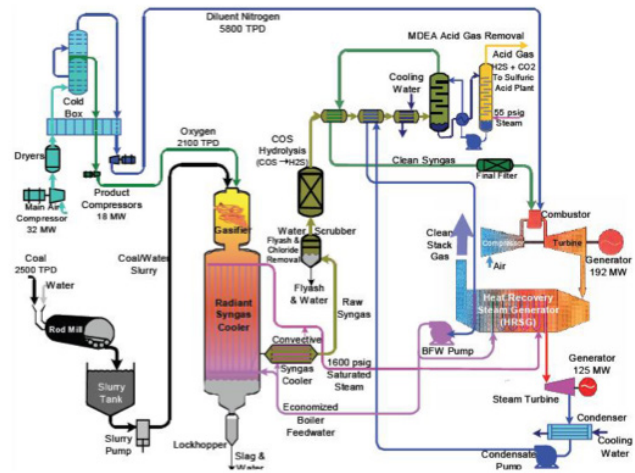 Diluent Nitrogen
5800 TPD
MDEA Acid Gas Removal
Acid Gas
H2S + CO2
To Sulfuric
Acid Plant
Cooling
Water
55 psig
Steam
Cold
Box
COS
Hydrolysis
(COS →H2S)
Oxygen
2100 TPD
Clean Syngas
Final Filter
Dryers
Product
Compressors
18 MW
Main Air
Compressor
32 MW
Gasifier
Water Scrubber
Flyash & Chloride
Removal
Clean
Stack
Gas
Combustor
Compressor
Turbine
Air
Generator
192 MW
Coal
2500 TPD
Water
Coal/Water
Slurry
Flyash
& Water
Raw
Syngas
Radiant
Syngas
Cooler
Heat Recovery
Steam Generator
(HRSG)
Rod Mill
Convective
Syngas
Cooler
BFW Pump
1600 psig
Saturated
Steam
Generator
125 MW
Slurry
Tank
Steam Turbine
Economized
Boiler
Feedwater
Condenser
Slurry
Pump
Lockhopper
Slag &
Water
Condensate
Pump
Cooling
Water